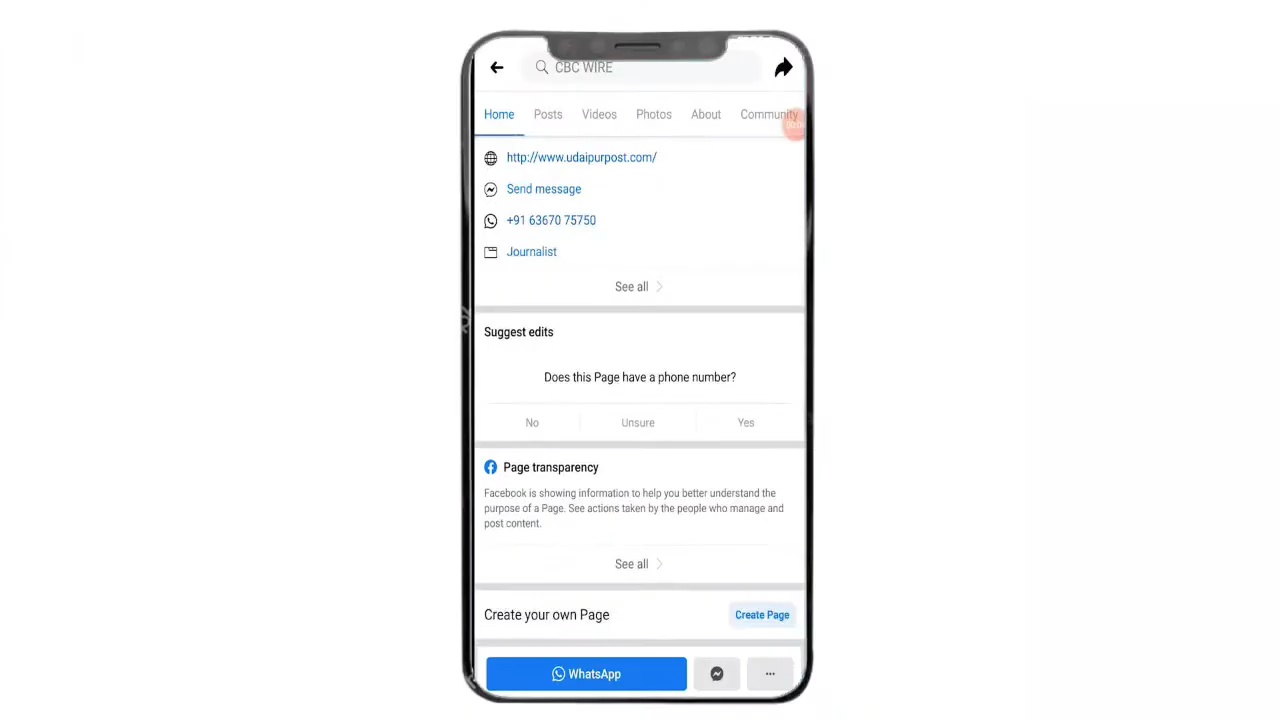 CBC WIRE
Home Posts Videos Photos About Community
http://www.udaipurpost.com/
Send message
+91 63670 75750
Journalist
See all
Suggest edits
Does this Page have a phone number?
No Unsure Yes
Page transparency
Facebook is showing information to help you better understand the
purpose of a Page. See actions taken by the people who manage and
post content.
See all
Create your own Page Create Page
WhatsApp